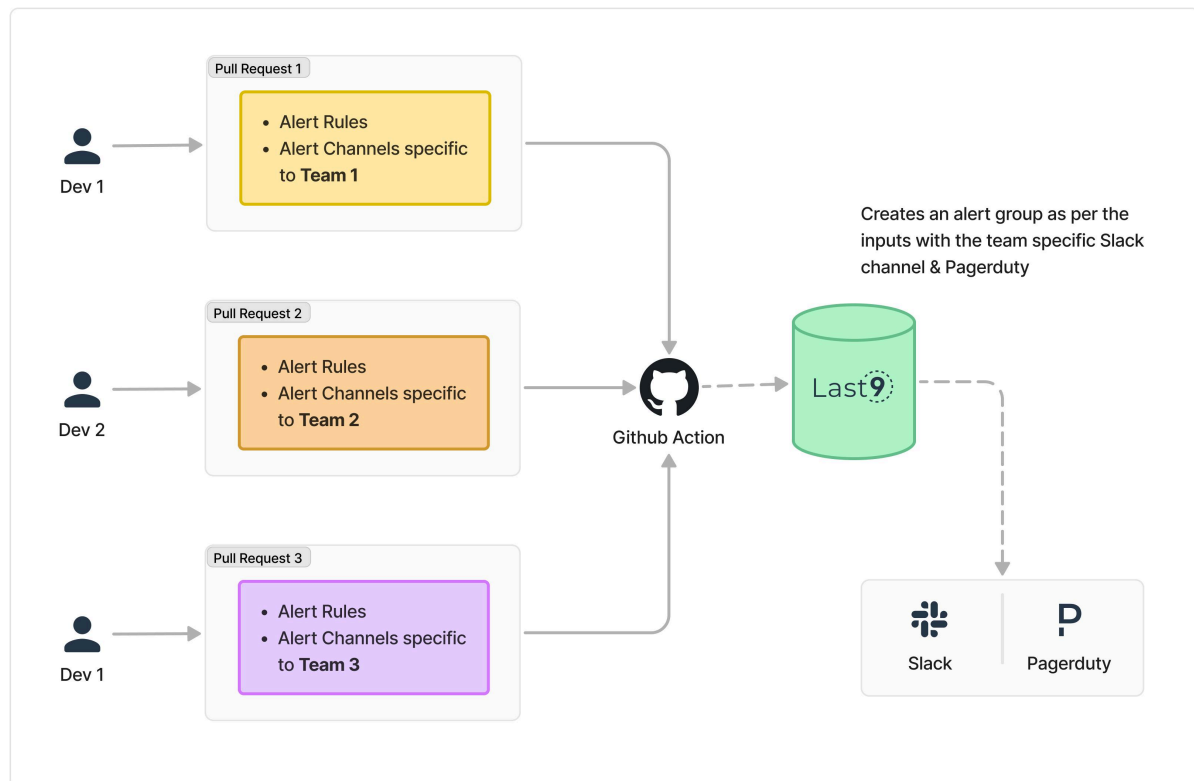 Pull Request 1
• Alert Rules
• Alert Channels specific
to Team 1
Dev 1
Creates an alert group as per the
inputs with the team specific Slack
channel & Pagerduty
Pull Request 2
• Alert Rules
• Alert Channels specific
to Team 2
Dev 2
Github Action
Last9
Pull Request 3
• Alert Rules
• Alert Channels specific
to Team 3
Dev 1
Slack
Pagerduty